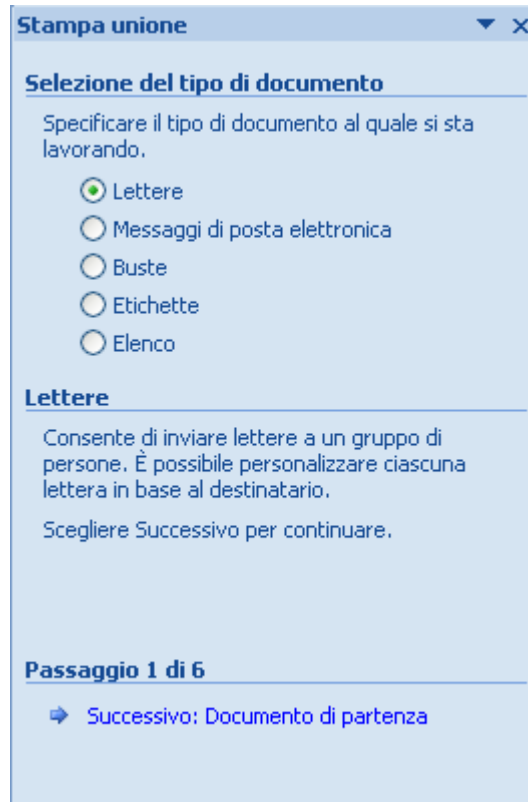 Stampa unione
Selezione del tipo di documento
Specificare il tipo di documento al quale si sta
lavorando.
Lettere
Messaggi di posta elettronica
Buste
Etichette
Elenco
Lettere
Consente di inviare lettere a un gruppo di
persone. È possibile personalizzare ciascuna
lettera in base al destinatario.
Scegliere Successivo per continuare.
Passaggio 1 di 6
Successivo: Documento di partenza